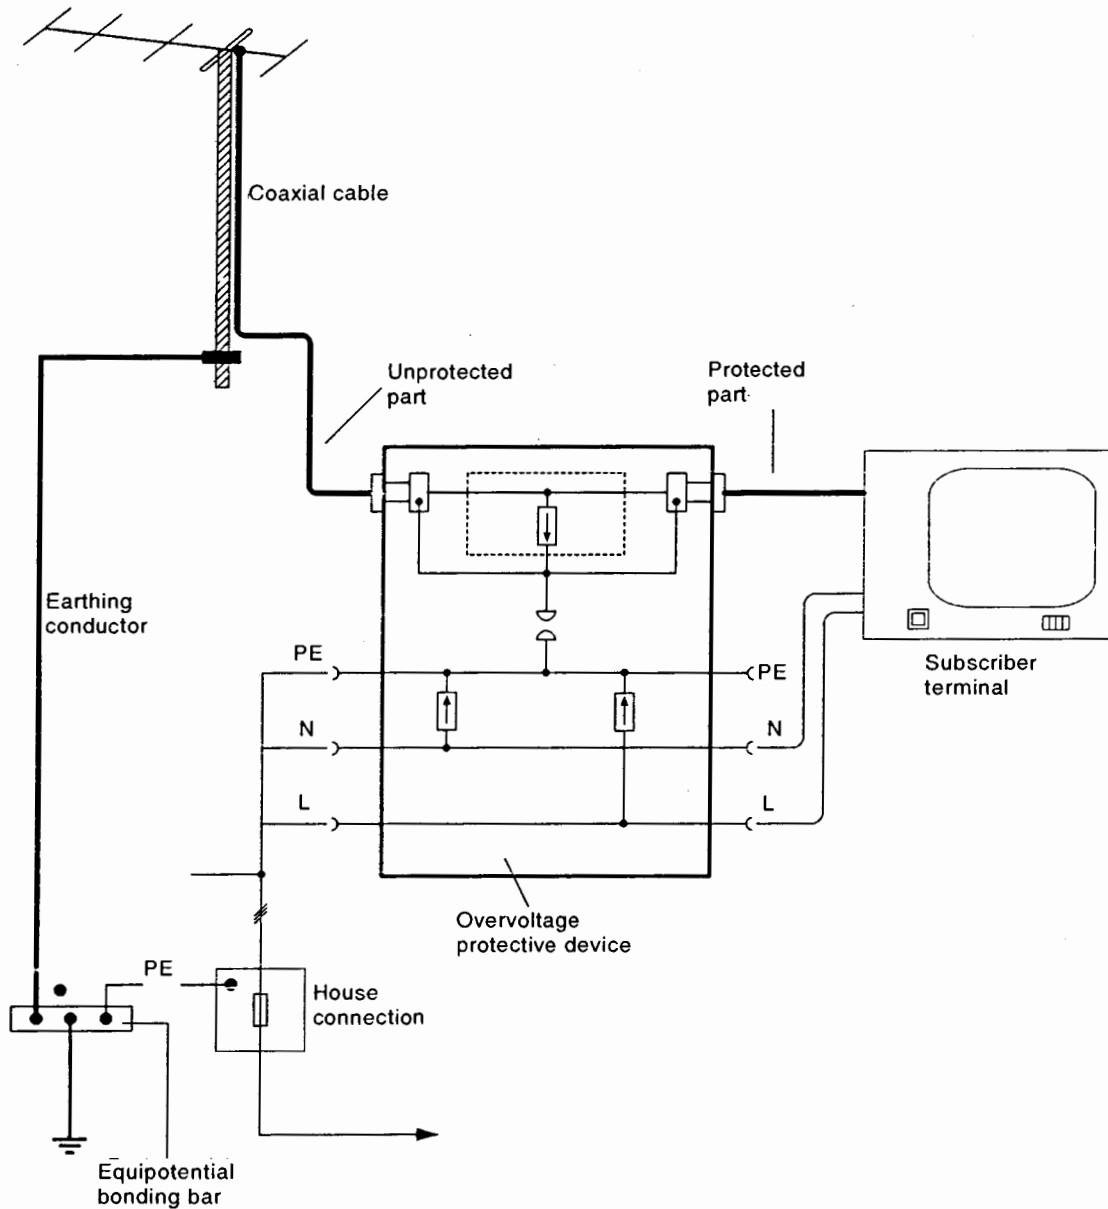 Coaxial cable
Unprotected
part
Protected
part
Earthing
conductor
PE
PE
Subscriber
terminal
N
N
L
L
Overvoltage
protective device
PE
House
connection
Equipotential
bonding bar